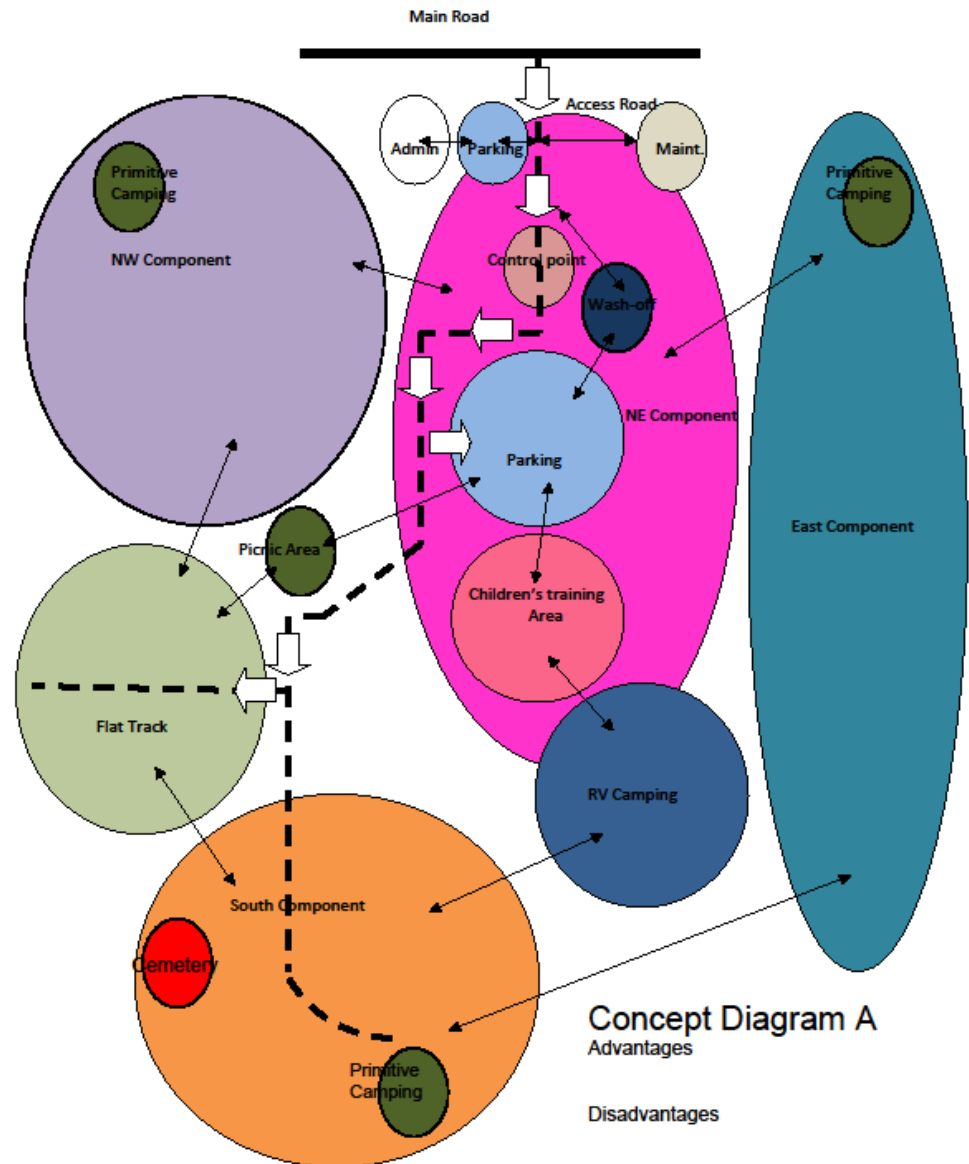 Main Road
Access Road
Admin
Parking
Maint.
Primitive
Camping
Primitive
Camping
NW Component
Control point
Wash-off
NE Component
Parking
East Component
Picnic Area
Children's training
Area
Flat Track
RV Camping
South Component
Cemetery
Primitive
Camping
Concept Diagram A
Advantages
Disadvantages